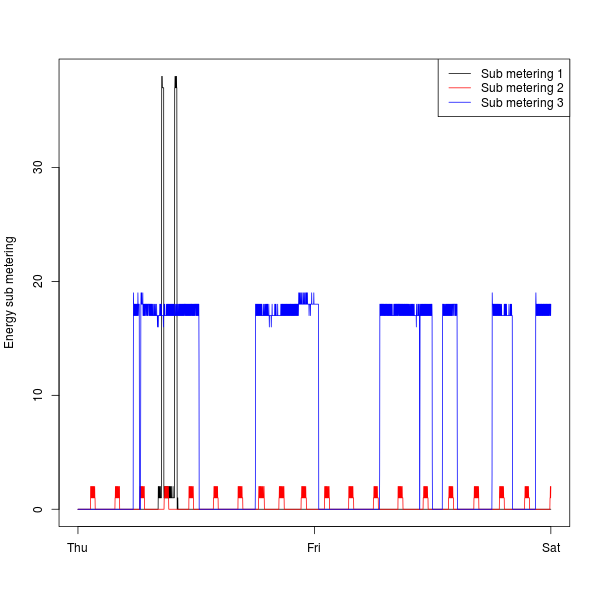 Sub metering 1
Sub metering 2
Sub metering 3
Energy sub metering
30
20
10
0
Thu Fri Sat